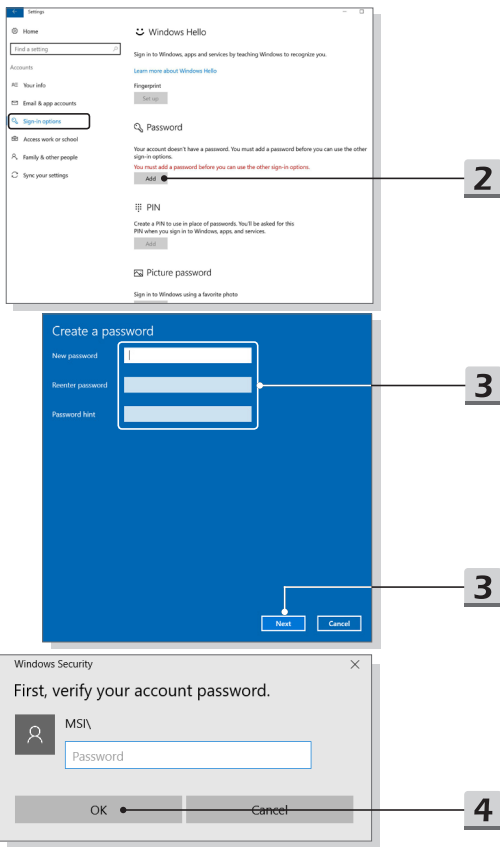 Settings
Home
Find a setting
Accounts
Your info
Email & app accounts
Sign-in options
Access work or school
Family & other people
Sync your settings
Windows Hello
Sign in to Windows, apps and services by teaching Windows to recognize you.
Learn more about Windows Hello
Fingerprint
Set up
Password
Your account doesn't have a password. You must add a password before you can use the other
sign-in options.
You must add a password before you can use the other sign-in options.
Add
2
PIN
Create a PIN to use in place of passwords. You'll be asked for this
PIN when you sign in to Windows, apps, and services.
Add
Picture password
Sign in to Windows using a favorite photo
Create a password
New password
Reenter password
Password hint
3
3
Next
Cancel
Windows Security
First, verify your account password.
MSI\
Password
OK
Cancel
4